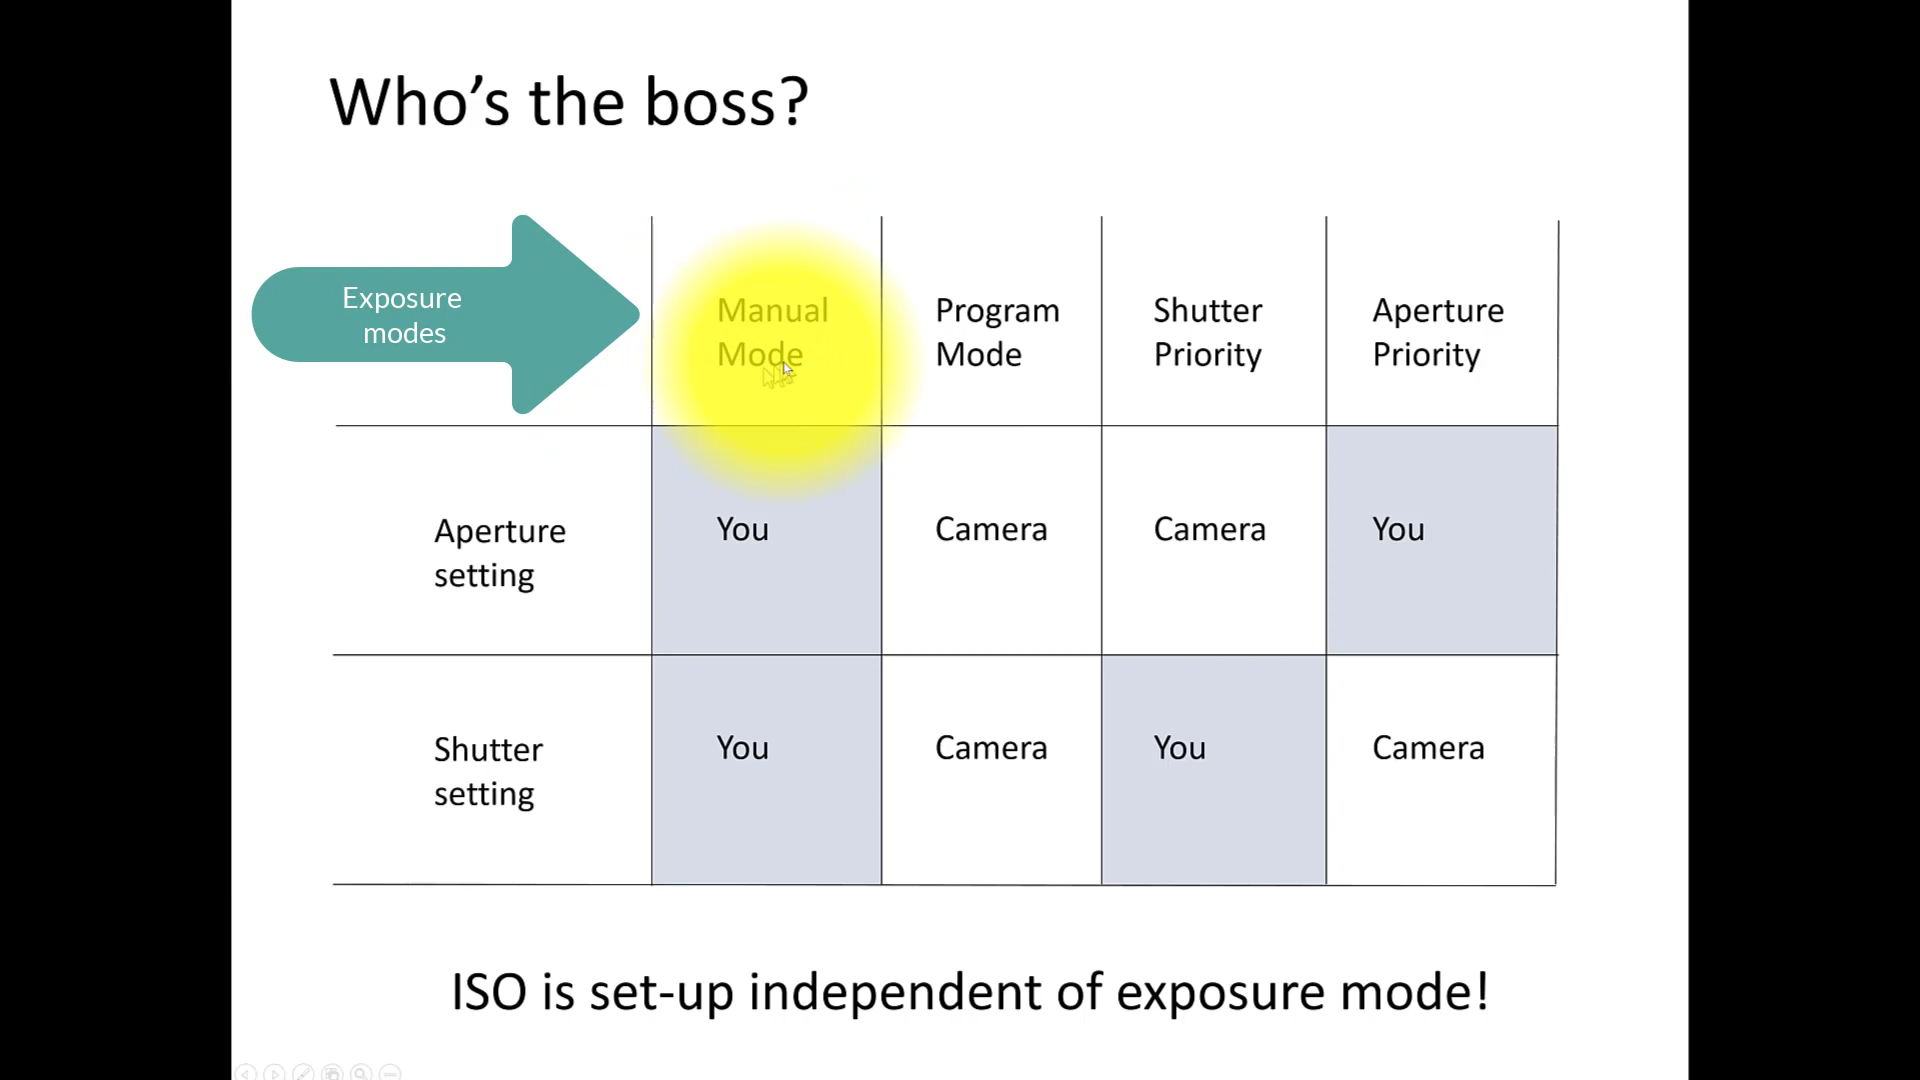 Who's the boss?
Exposure
modes
Manual
Mode
Program
Mode
Shutter
Priority
Aperture
Priority
Aperture
setting
You
Camera
Camera
You
Shutter
setting
You
Camera
You
Camera
ISO is set-up independent of exposure mode!